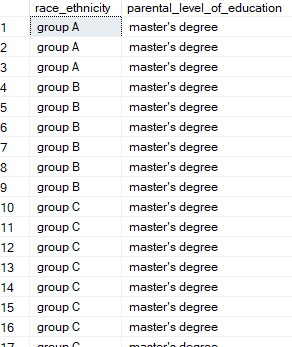 race_ethnicity parental_level_of_education
1 group A master's degree
2 group A master's degree
3 group A master's degree
4 group B master's degree
5 group B master's degree
6 group B master's degree
7 group B master's degree
8 group B master's degree
9 group B master's degree
10 group C master's degree
11 group C master's degree
12 group C master's degree
13 group C master's degree
14 group C master's degree
15 group C master's degree
16 group C master's degree
17 group C master's degree